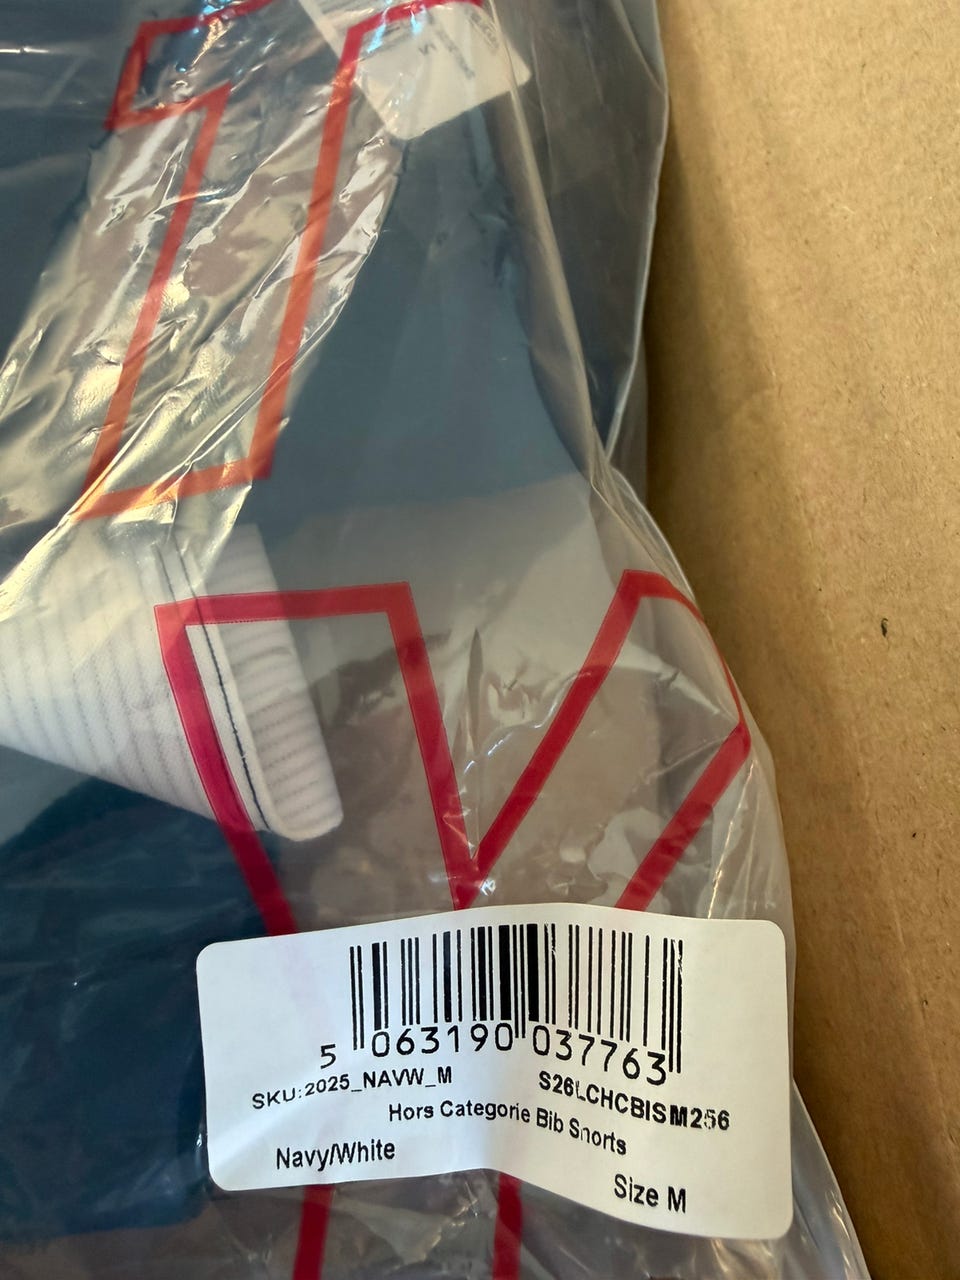 5 063190 037763
SKU:2025_NAVW_M
S26LCHCBISM256
Hors Categorie Bib Shorts
Navy/White
Size M